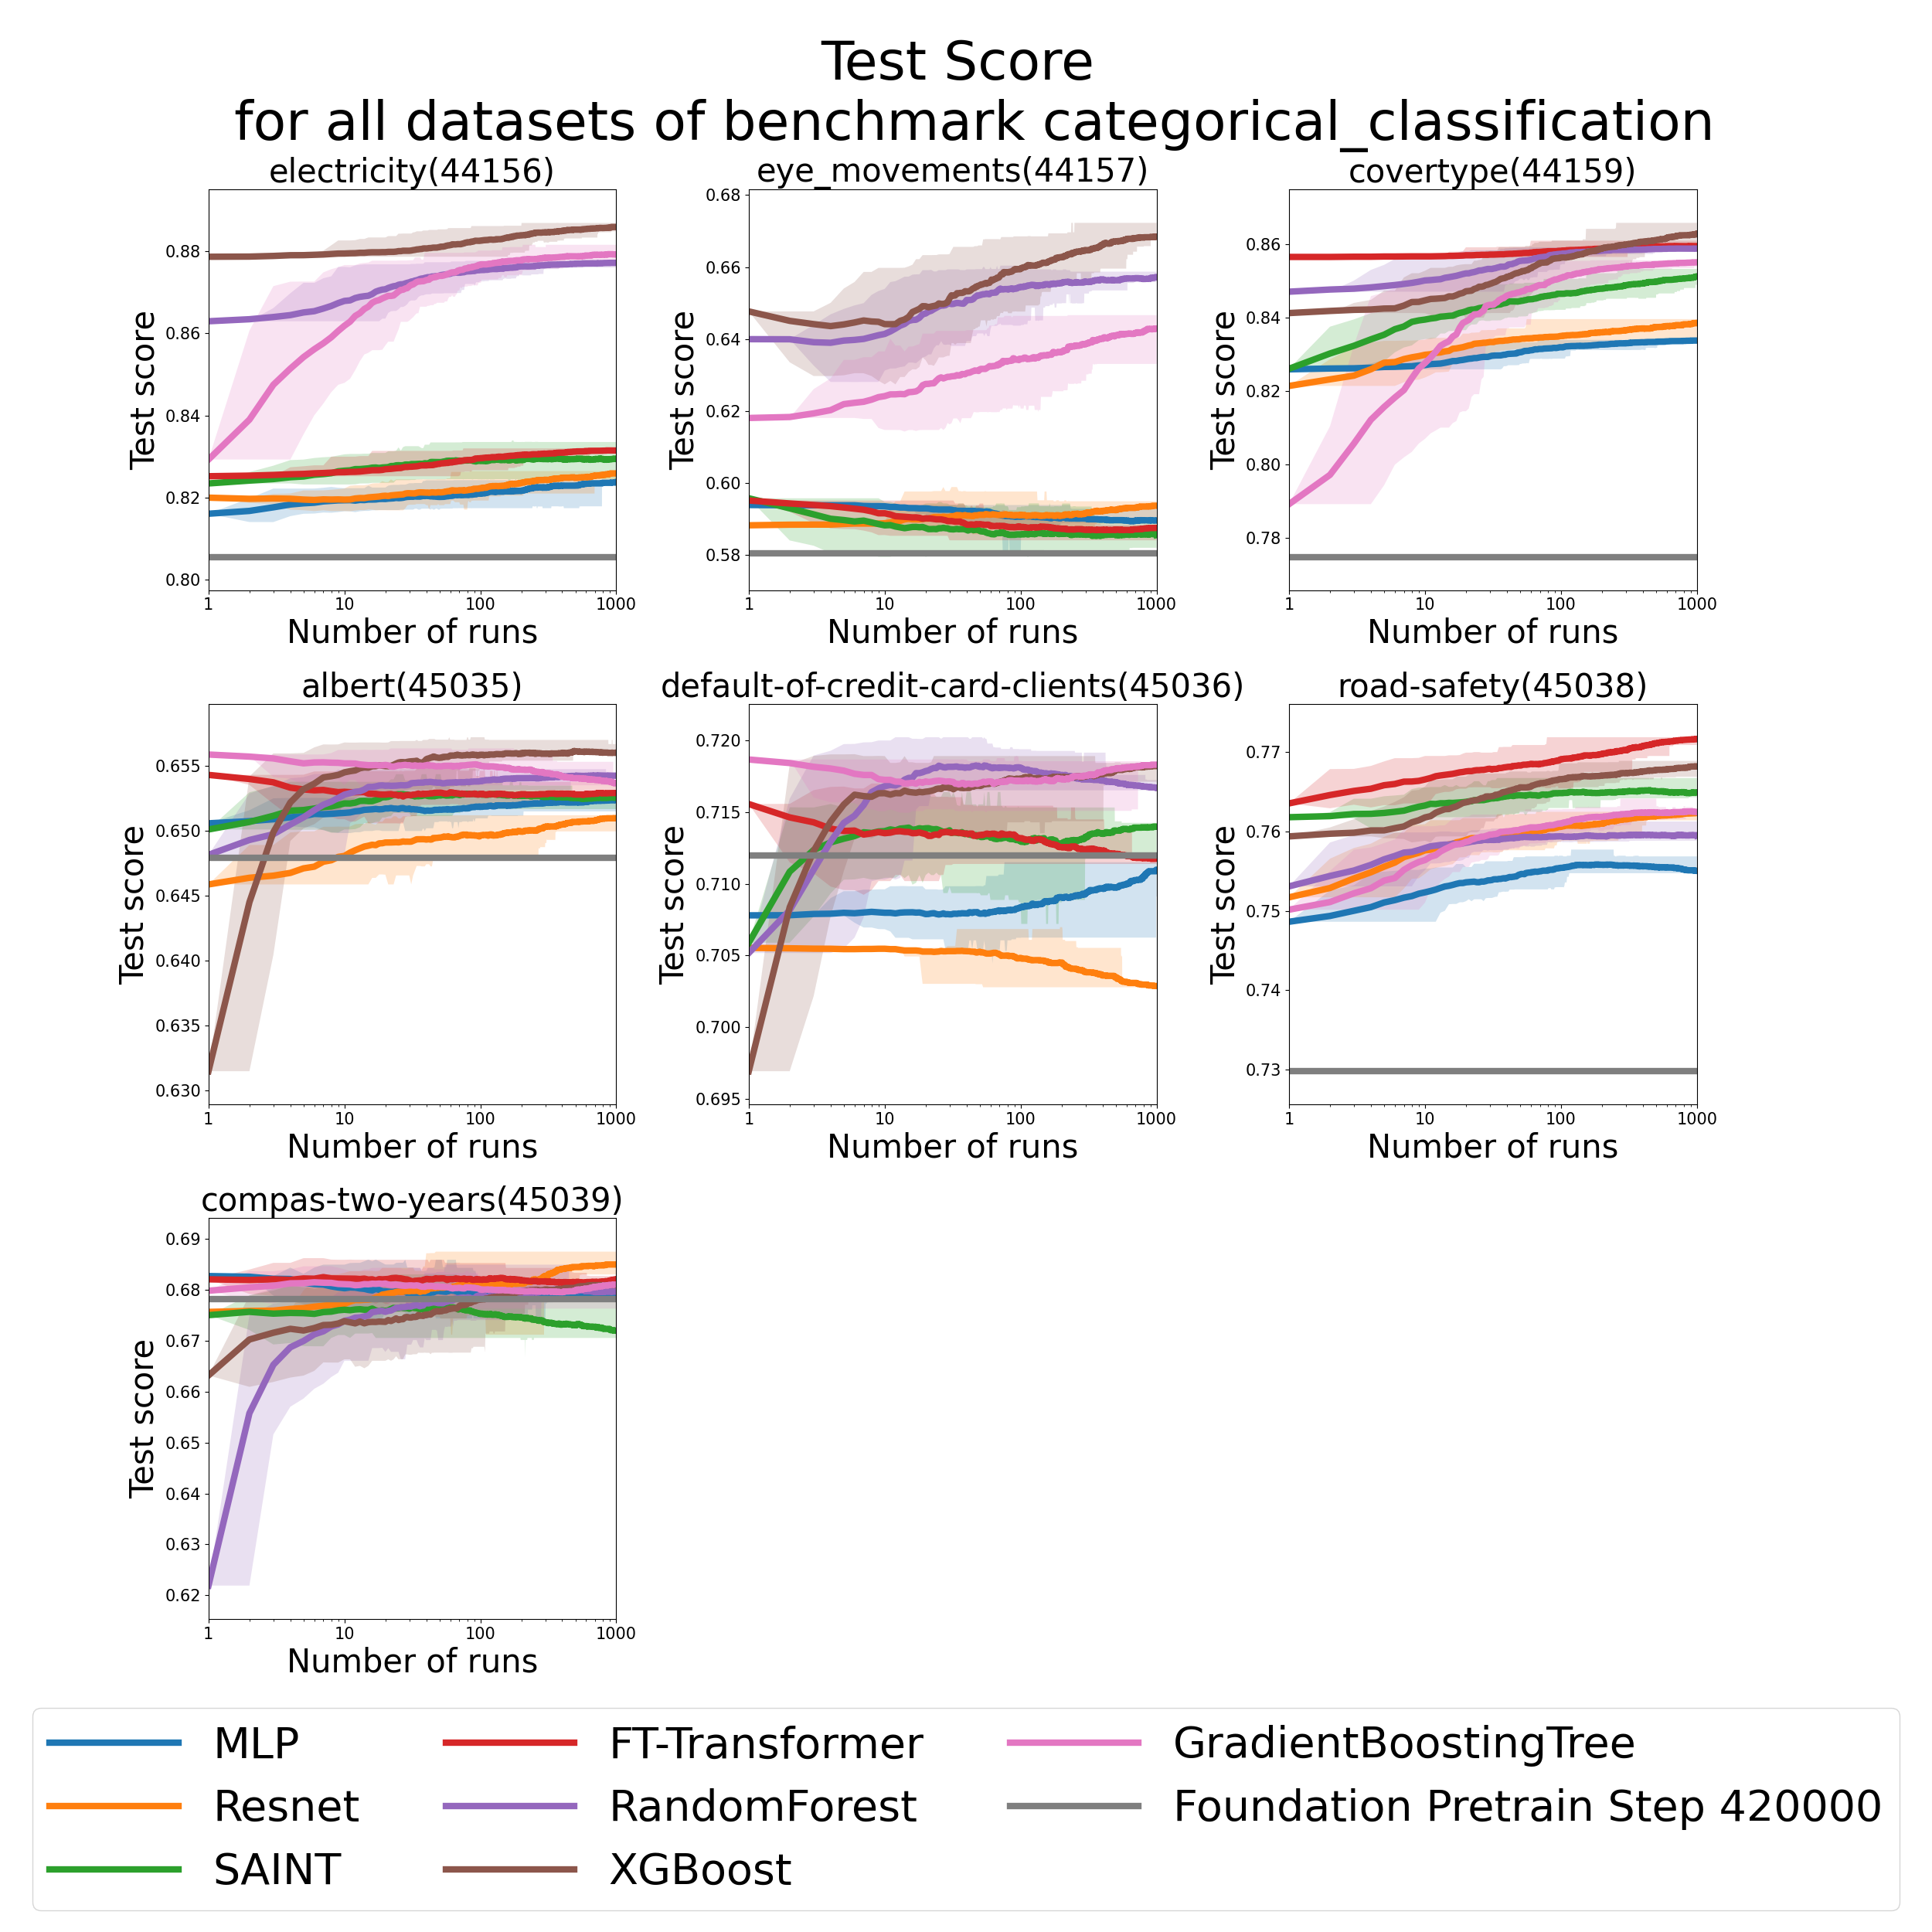 Test Score
for all datasets of benchmark categorical_classification
electricity(44156)
eye_movements(44157)
covertype(44159)
Test score
0.88
0.86
0.84
0.82
0.80
1 10 100 1000
Number of runs
Test score
0.68
0.66
0.64
0.62
0.60
0.58
1 10 100 1000
Number of runs
Test score
0.86
0.84
0.82
0.80
0.78
1 10 100 1000
Number of runs
albert(45035)
default-of-credit-card-clients(45036)
road-safety(45038)
Test score
0.655
0.650
0.645
0.640
0.635
0.630
1 10 100 1000
Number of runs
Test score
0.720
0.715
0.710
0.705
0.700
0.695
1 10 100 1000
Number of runs
Test score
0.77
0.76
0.75
0.74
0.73
1 10 100 1000
Number of runs
compas-two-years(45039)
Test score
0.69
0.68
0.67
0.66
0.65
0.64
0.63
0.62
1 10 100 1000
Number of runs
MLP
Resnet
SAINT
FT-Transformer
RandomForest
XGBoost
GradientBoostingTree
Foundation Pretrain Step 420000